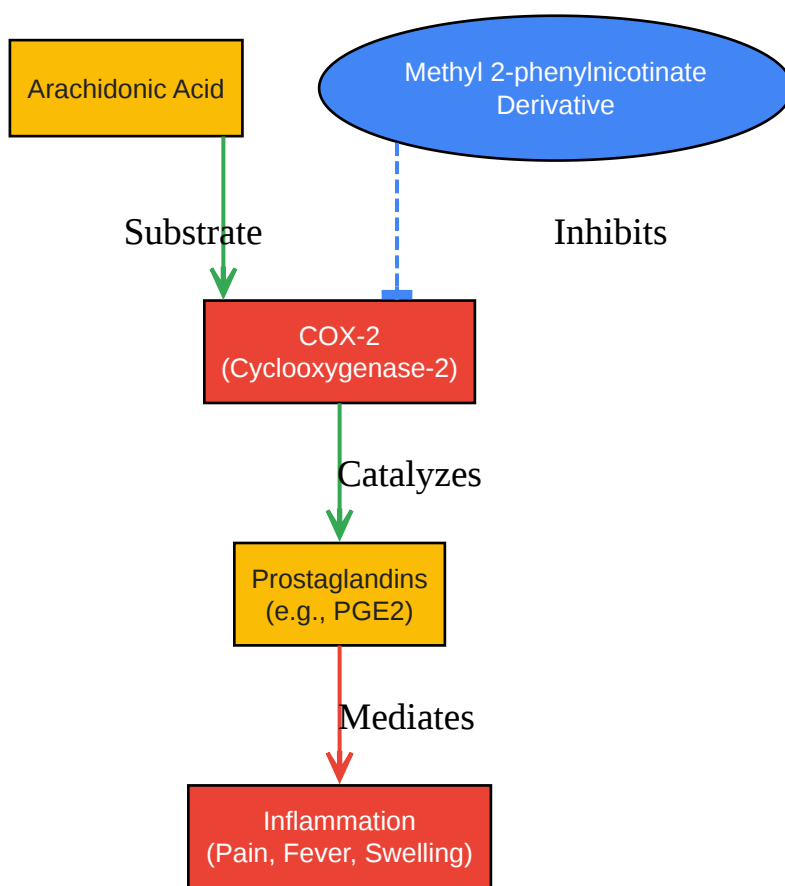 Arachidonic Acid
Methyl 2-phenylnicotinate
Derivative
Substrate
Inhibits
COX-2
(Cyclooxygenase-2)
Catalyzes
Prostaglandins
(e.g., PGE2)
Mediates
Inflammation
(Pain, Fever, Swelling)